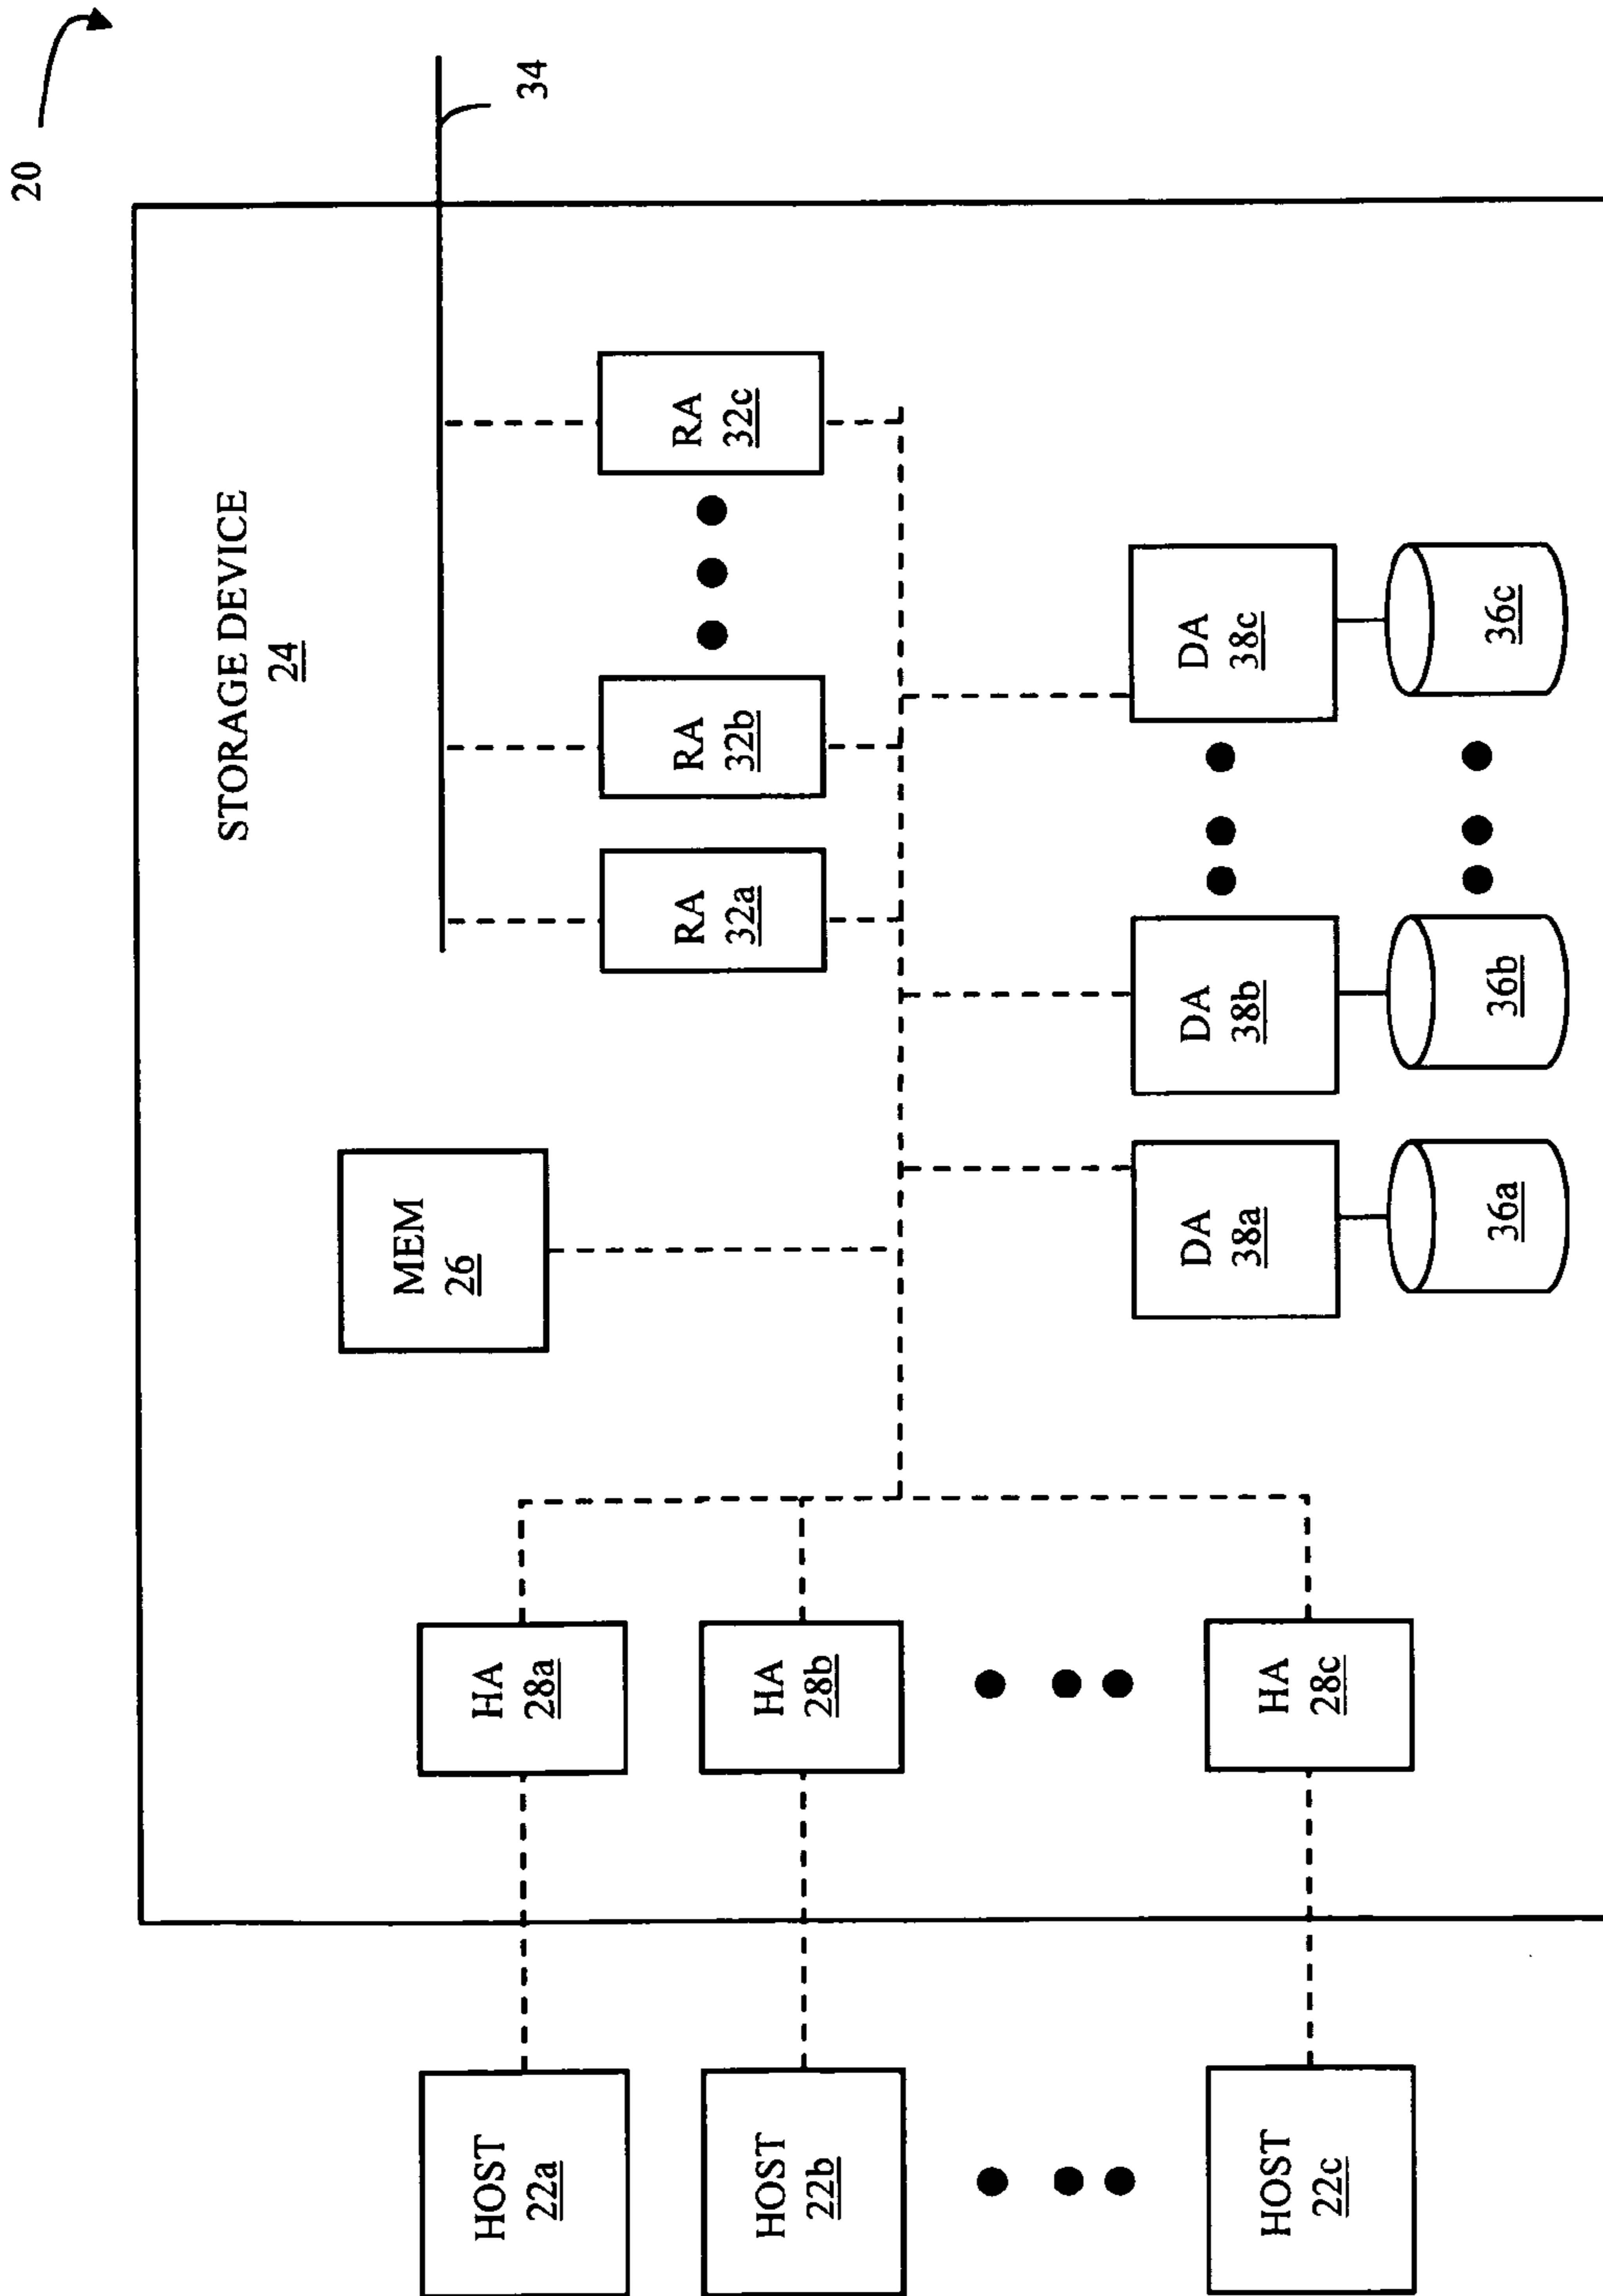 20
STORAGE DEVICE
24
34
MEM
26
RA
32a
RA
32b
RA
32c
HOST
22a
HA
28a
HOST
22b
HA
28b
HOST
22c
HA
28c
DA
38a
DA
38b
DA
38c
36a
36b
36c